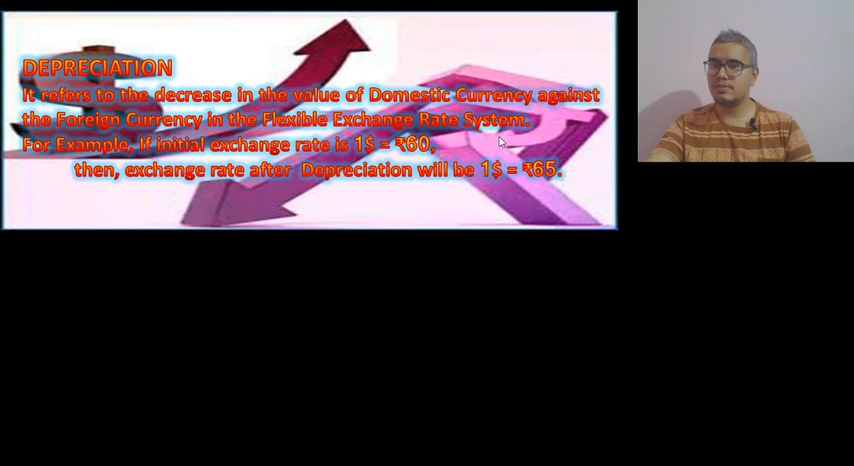 DEPRECIATION
It refers to the decrease in the value of Domestic Currency against
the Foreign Currency in the Flexible Exchange Rate System.
For Example, If initial exchange rate is 1$ = ₹60,
then, exchange rate after Depreciation will be 1$ = ₹65.